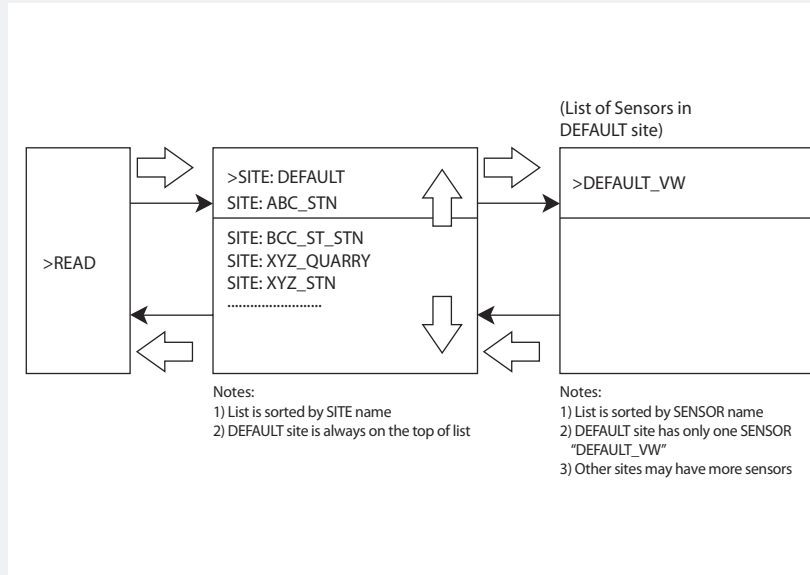 (List of Sensors in
DEFAULT site)
>READ
>SITE: DEFAULT
SITE: ABC_STN
SITE: BCC_ST_STN
SITE: XYZ_QUARRY
SITE: XYZ_STN
........................
>DEFAULT_VW
Notes:
1) List is sorted by SITE name
2) DEFAULT site is always on the top of list
Notes:
1) List is sorted by SENSOR name
2) DEFAULT site has only one SENSOR
“DEFAULT_VW”
3) Other sites may have more sensors